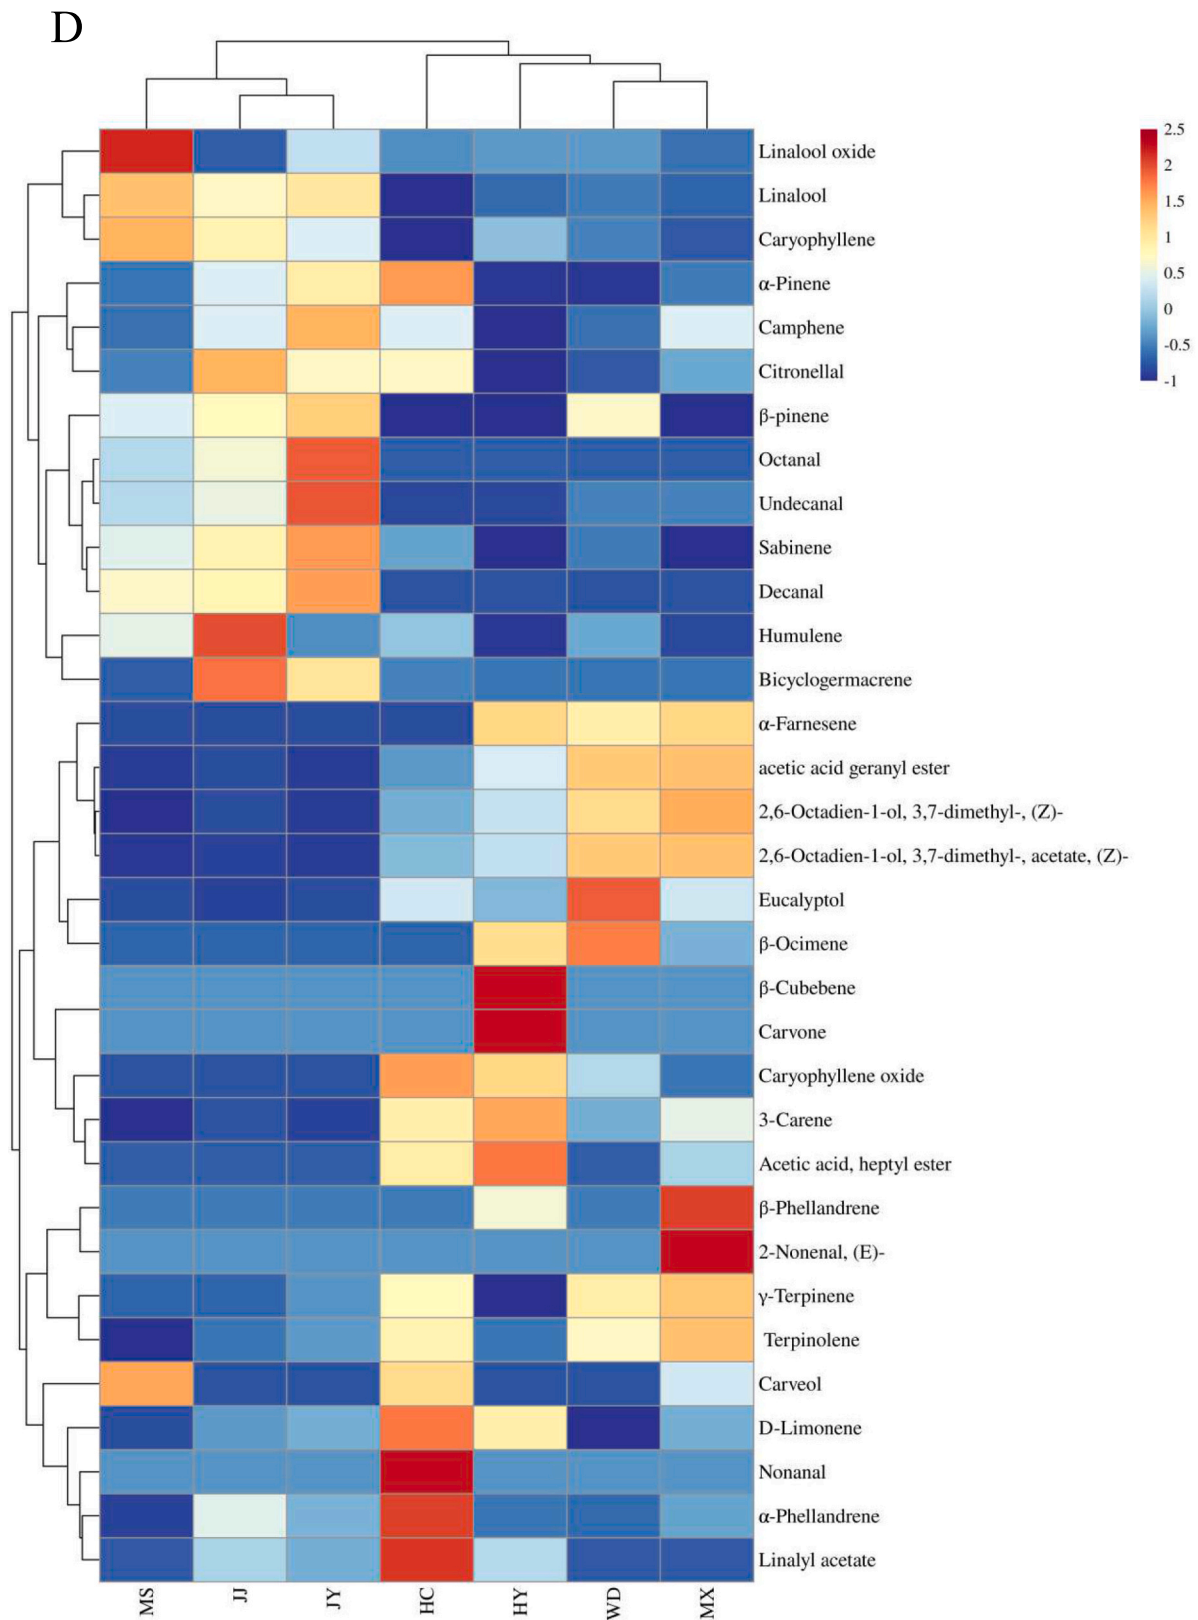 D
Linalool oxide
Linalool
Caryophyllene
α-Pinene
Camphene
Citronellal
β-pinene
Octanal
Undecanal
Sabinene
Decanal
Humulene
Bicyclogermacrene
α-Farnesene
acetic acid geranyl ester
2,6-Octadien-1-ol, 3,7-dimethyl-, (Z)-
2,6-Octadien-1-ol, 3,7-dimethyl-, acetate, (Z)-
Eucalyptol
β-Ocimene
β-Cubebene
Carvone
Caryophyllene oxide
3-Carene
Acetic acid, heptyl ester
β-Phellandrene
2-Nonenal, (E)-
γ-Terpinene
Terpinolene
Carveol
D-Limonene
Nonanal
α-Phellandrene
Linalyl acetate
MS JJ JY HC HY WD MX
2.5
2
1.5
1
0.5
0
-0.5
-1